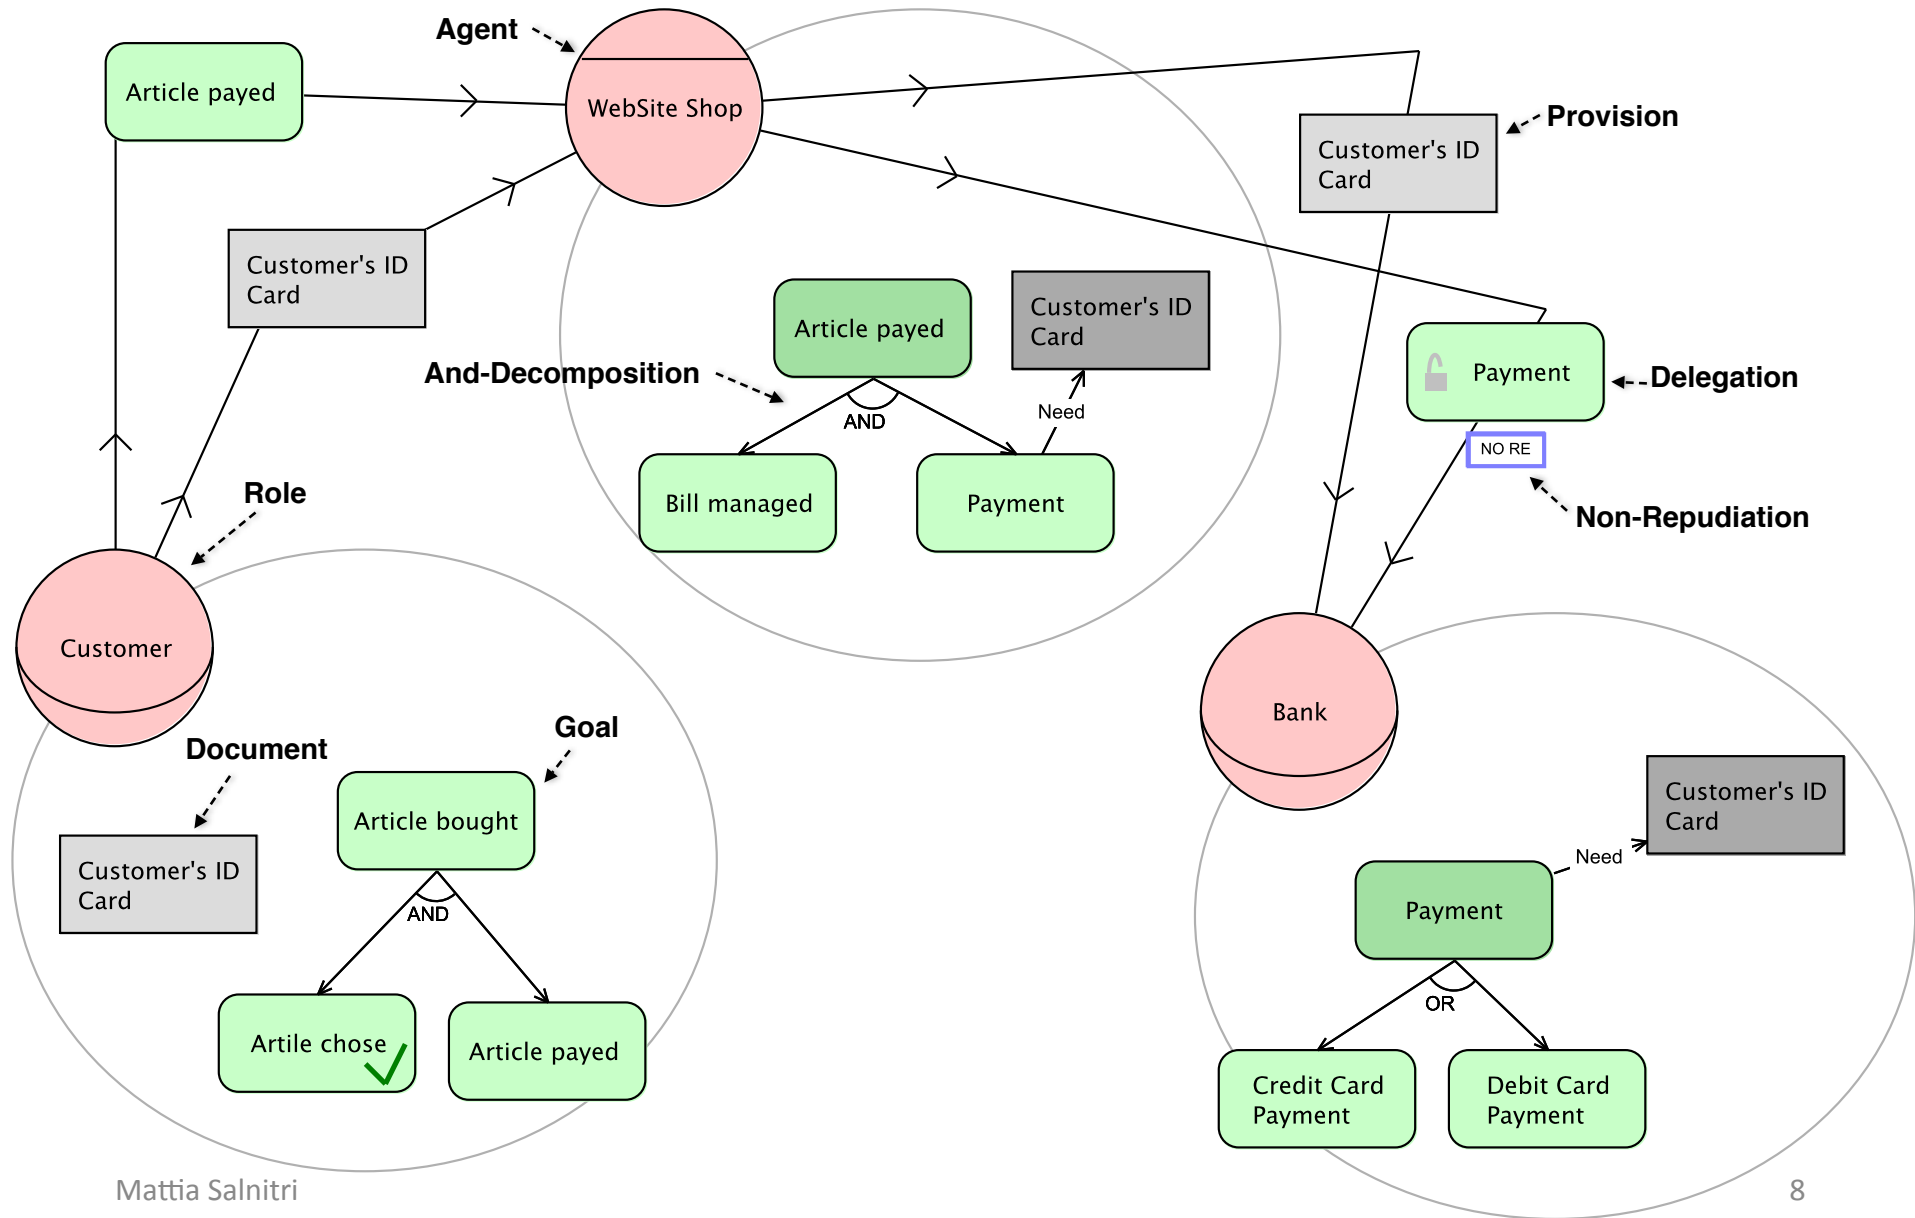 Agent
Article payed
WebSite Shop
Provision
Customer's ID
Card
Customer's ID
Card
Customer's ID
Card
Article payed
And-Decomposition
AND
Need
Payment
Delegation
NO RE
Non-Repudiation
Role
Bill managed
Payment
Customer
Bank
Document
Goal
Customer's ID
Card
Article bought
AND
Artile chose
Article payed
Customer's ID
Card
Need
Payment
OR
Credit Card
Payment
Debit Card
Payment
Mattia Salnitri
8